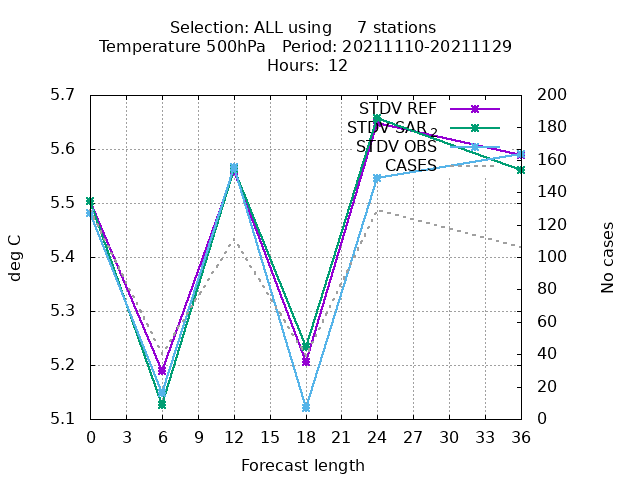 Selection: ALL using 7 stations
Temperature 500hPa Period: 20211110-20211129
Hours: 12
5.7
5.6
5.5
5.4
5.3
5.2
5.1
deg C
STDV REF
STDV SAR2
STDV OBS
CASES
200
180
160
140
120
100
80
60
40
20
0
No cases
0 3 6 9 12 15 18 21 24 27 30 33 36
Forecast length